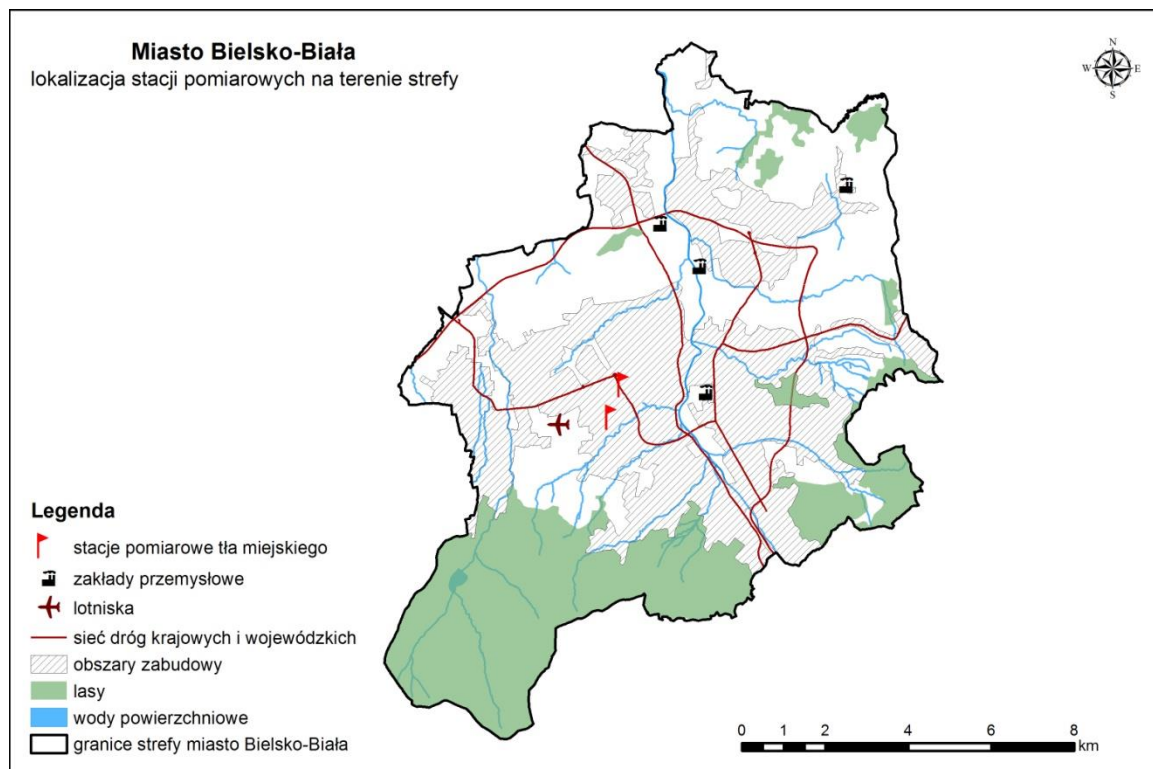 Miasto Bielsko-Biała
lokalizacja stacji pomiarowych na terenie strefy
N
W E
S
Legenda
stacje pomiarowe tła miejskiego
zakłady przemysłowe
lotniska
sieć dróg krajowych i wojewódzkich
obszary zabudowy
lasy
wody powierzchniowe
granice strefy miasto Bielsko-Biała
0 1 2 4 6 8
km